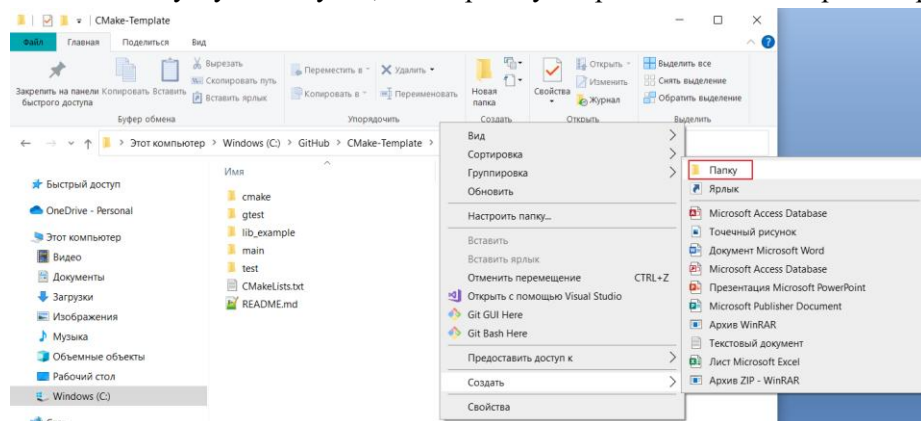 CMake-Template
Файл Главная Поделиться Вид
Закрепить на панели быстрого доступа
Копировать
Вставить
Вырезать
Скопировать путь
Вставить ярлык
Буфер обмена
Переместить в
Копировать в
Удалить
Переименовать
Упорядочить
Новая папка
Создать
Свойства
Открыть
Изменить
Журнал
Открыть
Выделить все
Снять выделение
Обратить выделение
Выделить
Этот компьютер > Windows (C:) > GitHub > CMake-Template >
Быстрый доступ
OneDrive - Personal
Этот компьютер
Видео
Документы
Загрузки
Изображения
Музыка
Объемные объекты
Рабочий стол
Windows (C:)
Имя
cmake
gtest
lib_example
main
test
CMakeLists.txt
README.md
Вид
Сортировка
Группировка
Обновить
Настроить папку...
Вставить
Вставить ярлык
Отменить перемещение CTRL+Z
Открыть с помощью Visual Studio
Git GUI Here
Git Bash Here
Предоставить доступ к
Создать
Свойства
Папку
Ярлык
Microsoft Access Database
Точечный рисунок
Документ Microsoft Word
Microsoft Access Database
Презентация Microsoft PowerPoint
Microsoft Publisher Document
Архив WinRAR
Текстовый документ
Лист Microsoft Excel
Архив ZIP - WinRAR